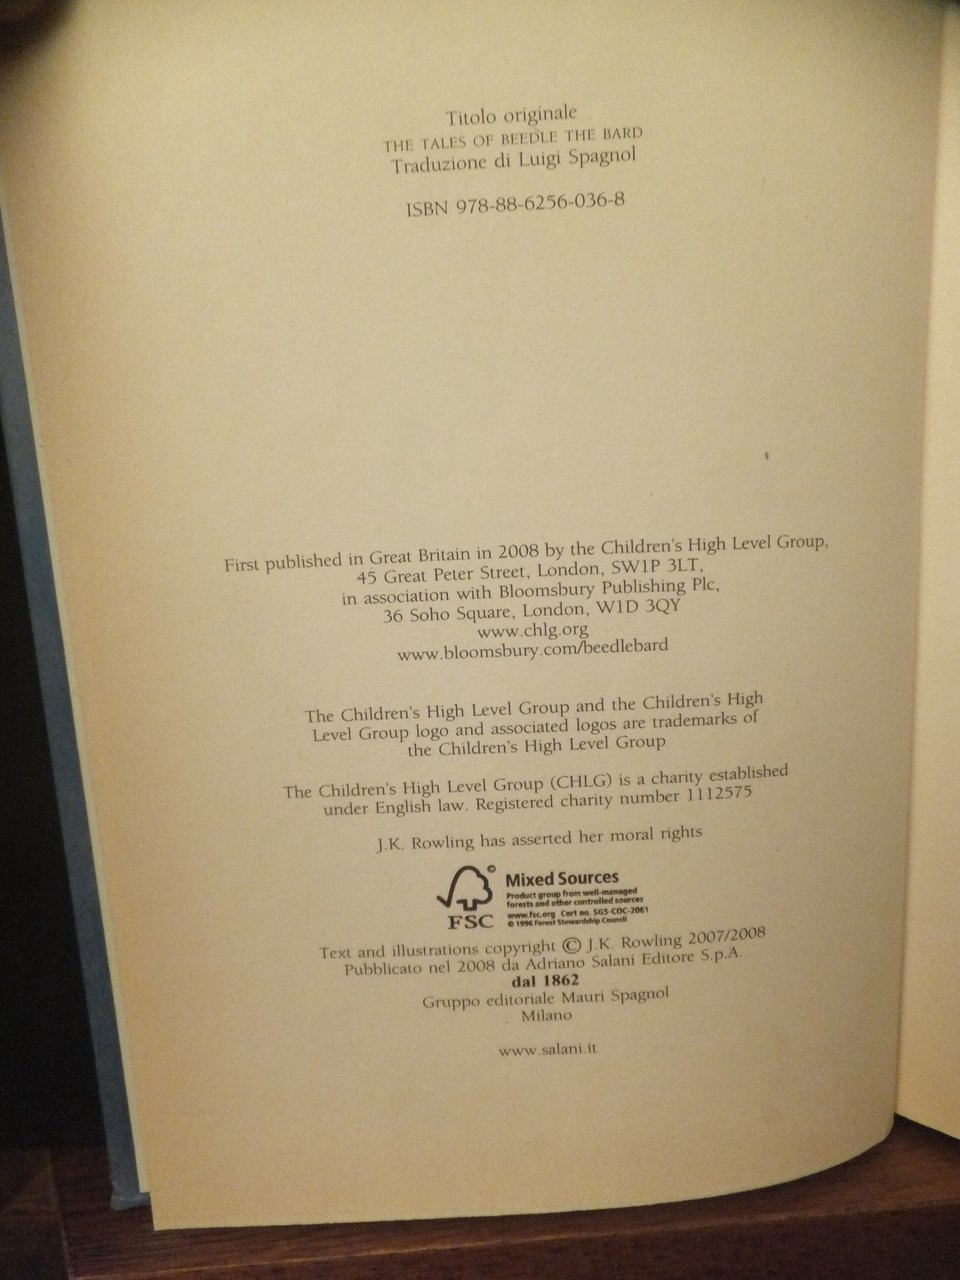 Titolo originale
THE TALES OF BEEDLE THE BARD
Traduzione di Luigi Spagnol
ISBN 978-88-6256-036-8
First published in Great Britain in 2008 by the Children's High Level Group,
45 Great Peter Street, London, SW1P 3LT,
in association with Bloomsbury Publishing Plc,
36 Soho Square, London, W1D 3QY
www.chlg.org
www.bloomsbury.com/beedlebard
The Children's High Level Group and the Children's High
Level Group logo and associated logos are trademarks of
the Children's High Level Group
The Children's High Level Group (CHLG) is a charity established
under English law. Registered charity number 1112575
J.K. Rowling has asserted her moral rights
©
FSC
Mixed Sources
Product group from well-managed
forests and other controlled sources
www.fsc.org Cert no. SGS-COC-2061
© 1996 Forest Stewardship Council
Text and illustrations copyright © J.K. Rowling 2007/2008
Pubblicato nel 2008 da Adriano Salani Editore S.p.A.
dal 1862
Gruppo editoriale Mauri Spagnol
Milano
www.salani.it